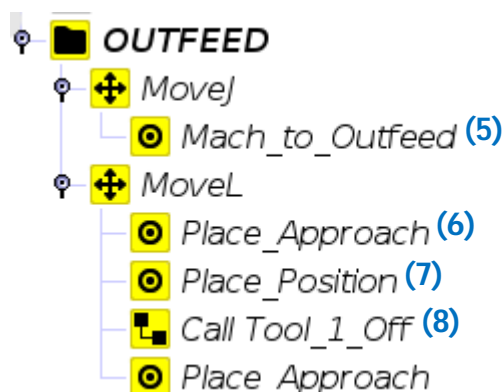 OUTFEED
MoveJ
Mach_to_Outfeed (5)
MoveL
Place_Approach (6)
Place_Position (7)
Call Tool_1_Off (8)
Place_Approach